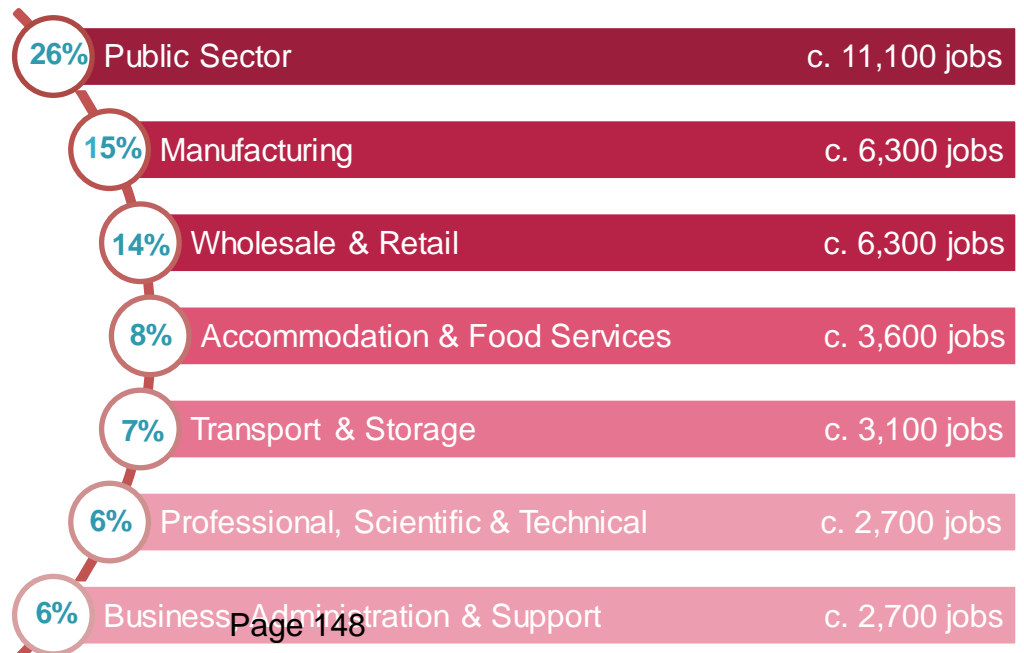 26% Public Sector c. 11,100 jobs
15% Manufacturing c. 6,300 jobs
14% Wholesale & Retail c. 6,300 jobs
8% Accommodation & Food Services c. 3,600 jobs
7% Transport & Storage c. 3,100 jobs
6% Professional, Scientific & Technical c. 2,700 jobs
6% Business Administration & Support c. 2,700 jobs
Page 148